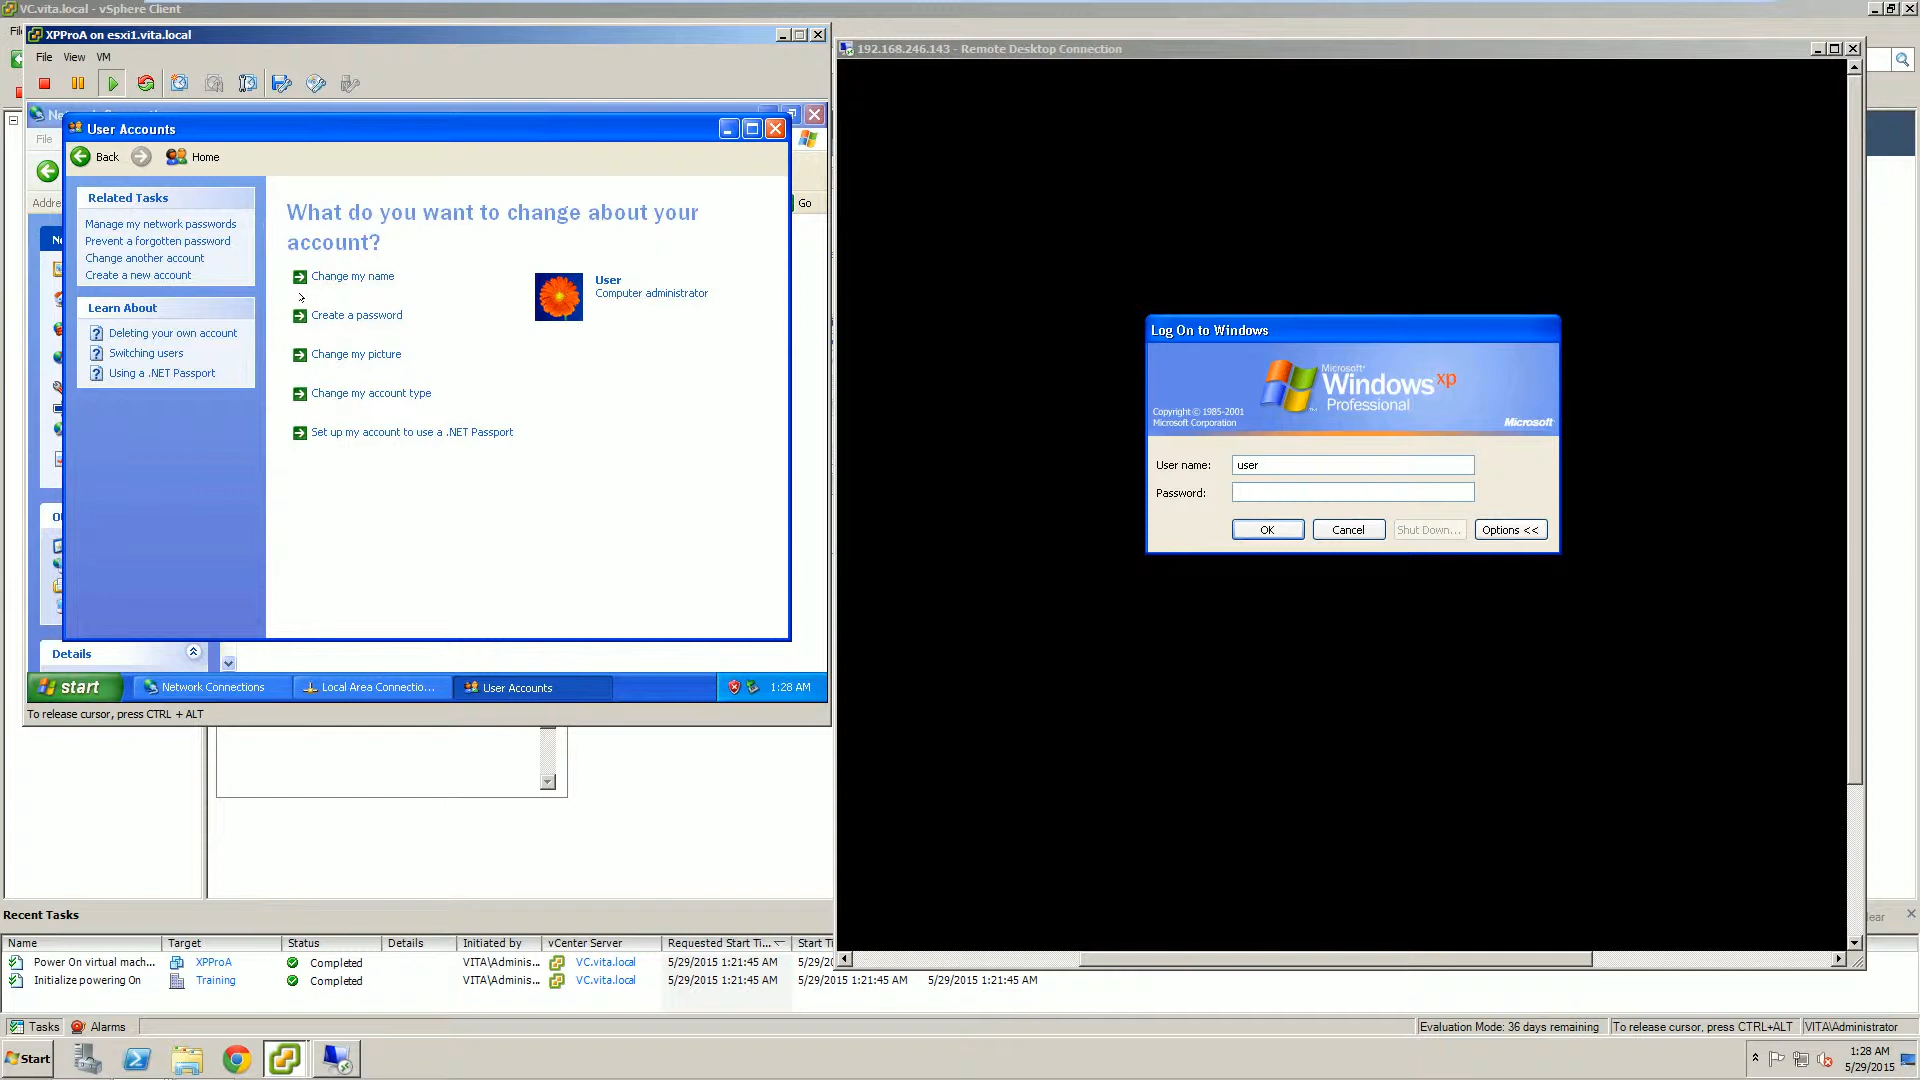 VC.vita.local - vSphere Client
XPProA on esxi1.vita.local
File View VM
192.168.246.143 - Remote Desktop Connection
File
Addre
Go
User Accounts
Back
Home
Related Tasks
Manage my network passwords
Prevent a forgotten password
Change another account
Create a new account
Learn About
Deleting your own account
Switching users
Using a .NET Passport
What do you want to change about your
account?
Change my name
Create a password
Change my picture
Change my account type
Set up my account to use a .NET Passport
User
Computer administrator
Details
start
Network Connections
Local Area Connectio...
User Accounts
1:28 AM
To release cursor, press CTRL + ALT
Log On to Windows
Microsoft
Windows xp
Professional
Copyright © 1985-2001
Microsoft Corporation
Microsoft
User name: user
Password:
OK
Cancel
Shut Down...
Options <<
Recent Tasks
Name Target Status Details Initiated by vCenter Server Requested Start Ti... Start Ti
Power On virtual mach... XPProA Completed VITA\Adminis... VC.vita.local 5/29/2015 1:21:45 AM
Initialize powering On Training Completed VITA\Adminis... VC.vita.local 5/29/2015 1:21:45 AM 5/29/2015 1:21:45 AM 5/29/2015 1:21:45 AM
Tasks
Alarms
Evaluation Mode: 36 days remaining
To release cursor, press CTRL+ALT
VITA\Administrator
Start
1:28 AM
5/29/2015